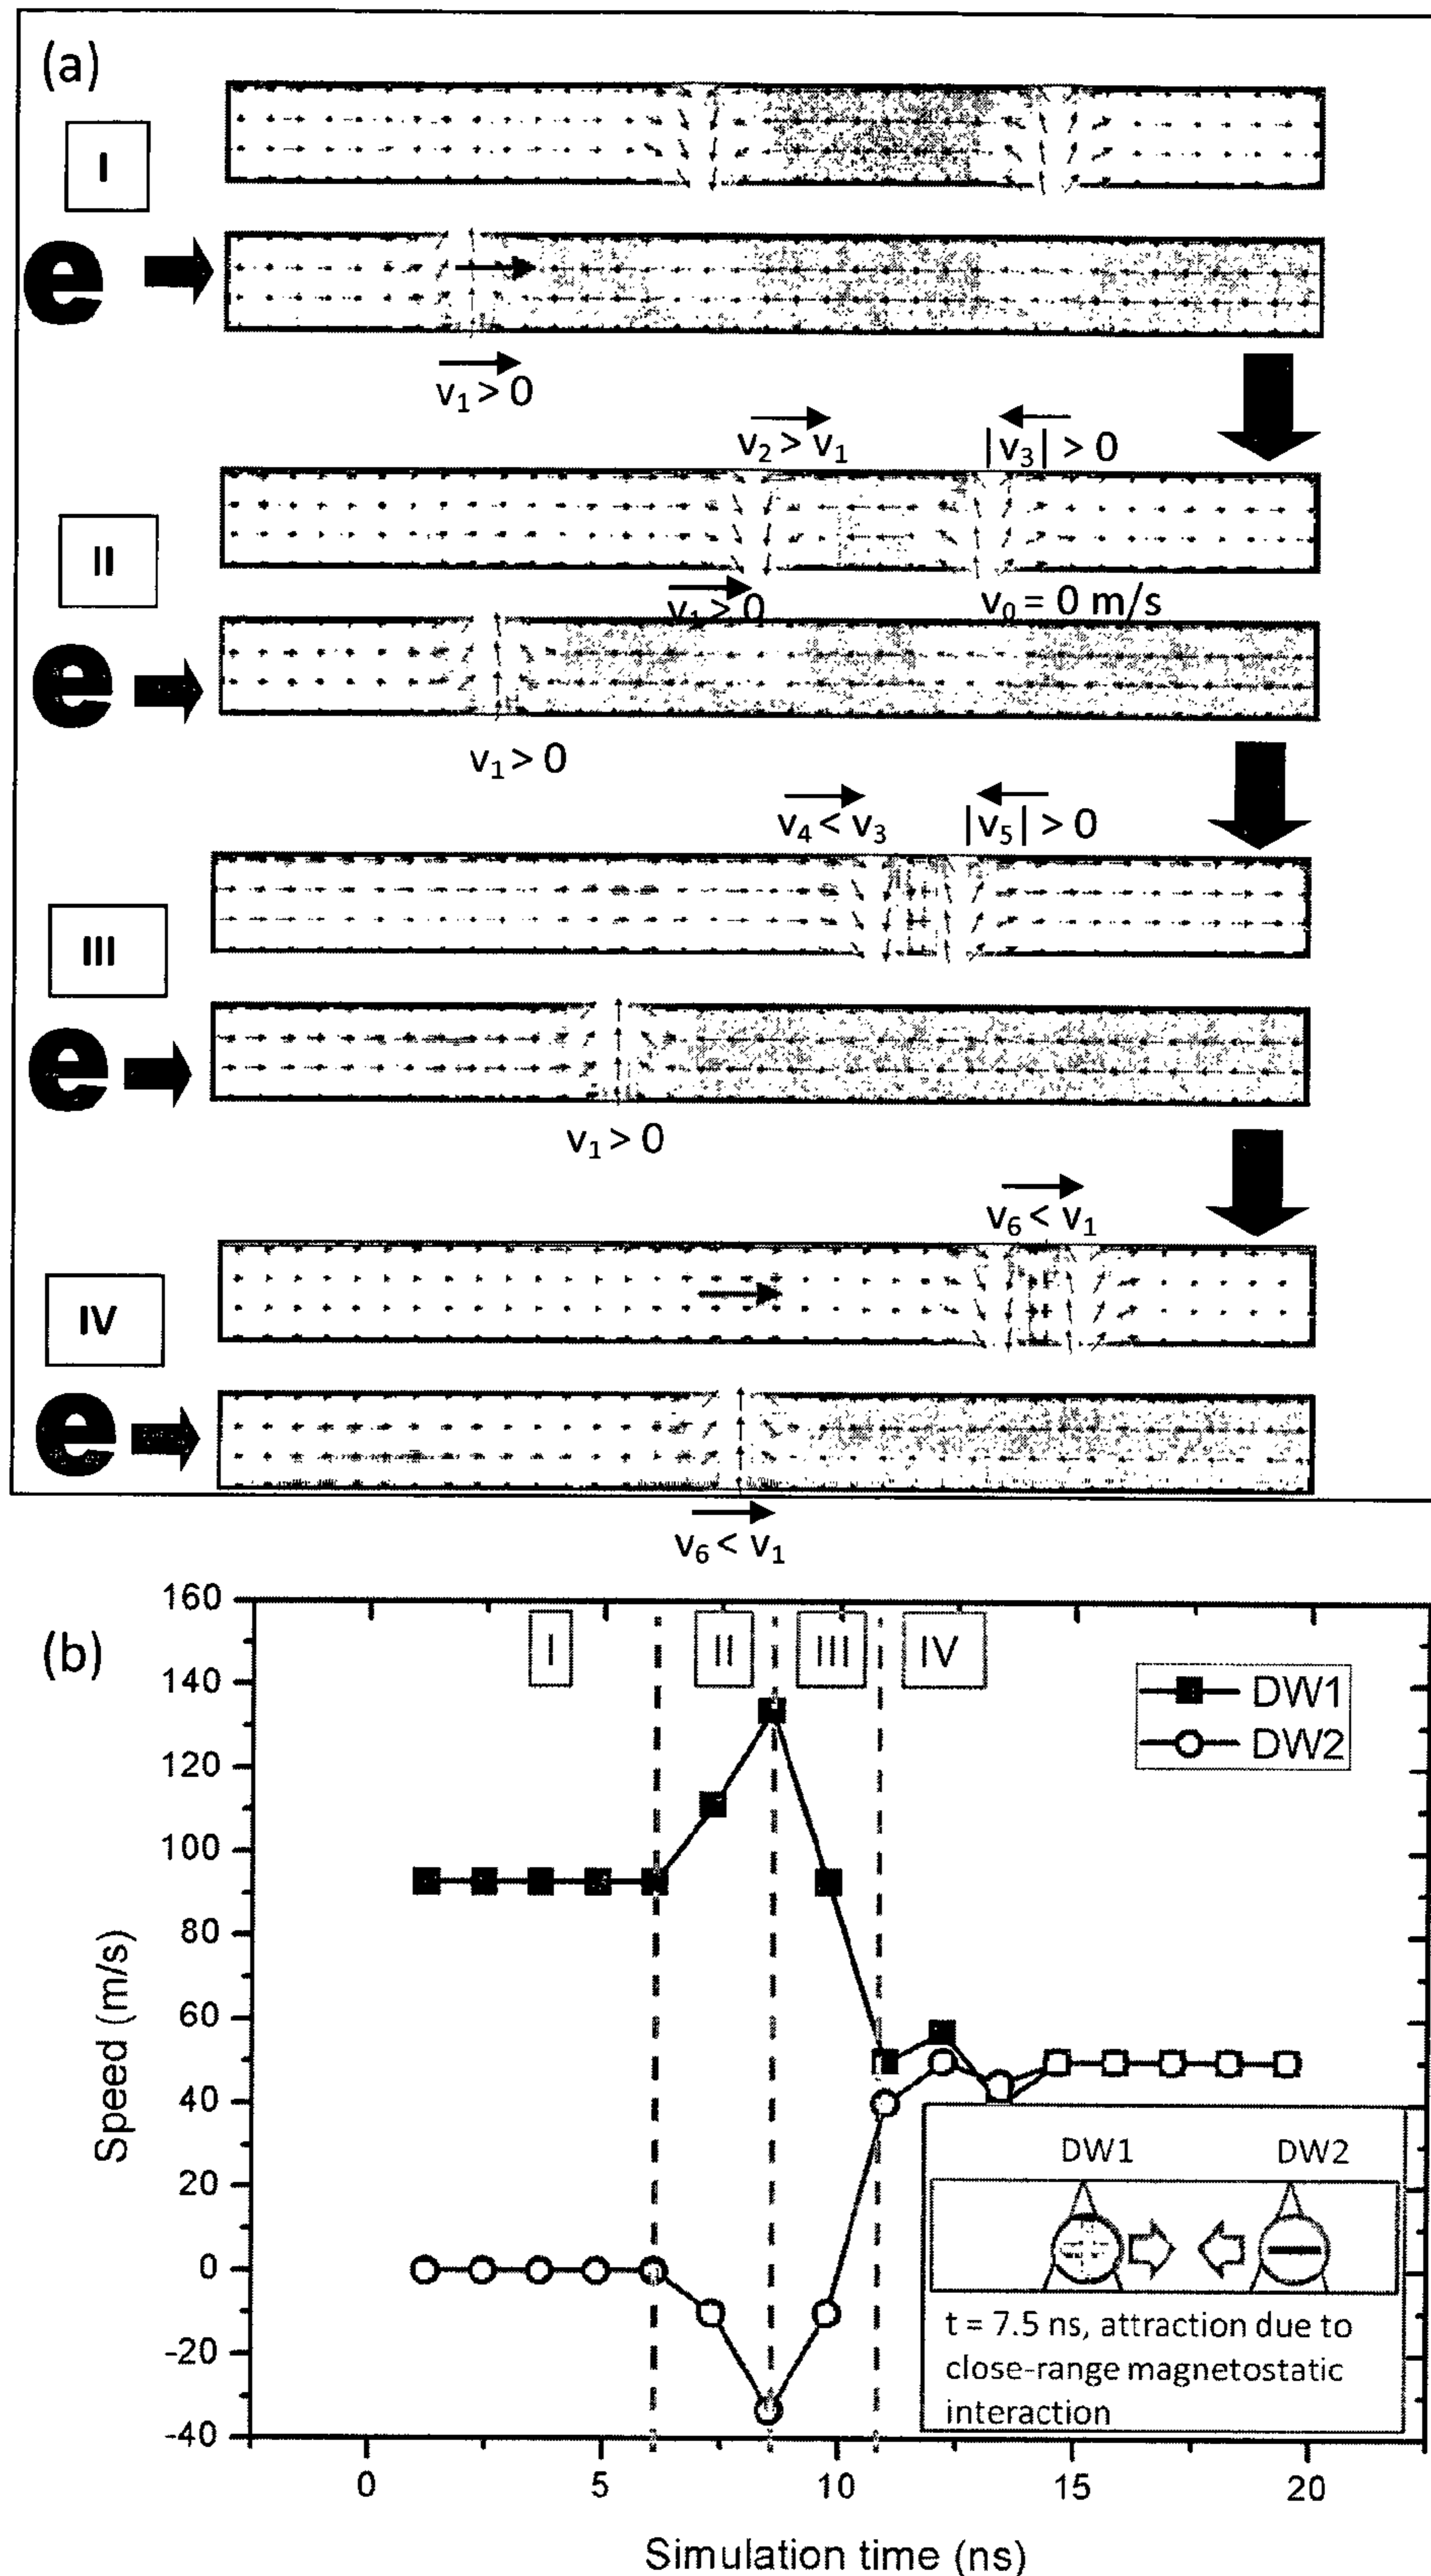 (a)
I
e
v₁ > 0
v₂ > v₁
|v₃| > 0
II
v₁ > 0
v₀ = 0 m/s
e
v₁ > 0
v₄ < v₃
|v₅| > 0
III
e
v₁ > 0
v₆ < v₁
IV
e
v₆ < v₁
(b)
160
140
120
100
80
60
40
20
0
-20
-40
I
II
III
IV
DW1
DW2
Speed (m/s)
DW1
DW2
t = 7.5 ns, attraction due to
close-range magnetostatic
interaction
0
5
10
15
20
Simulation time (ns)